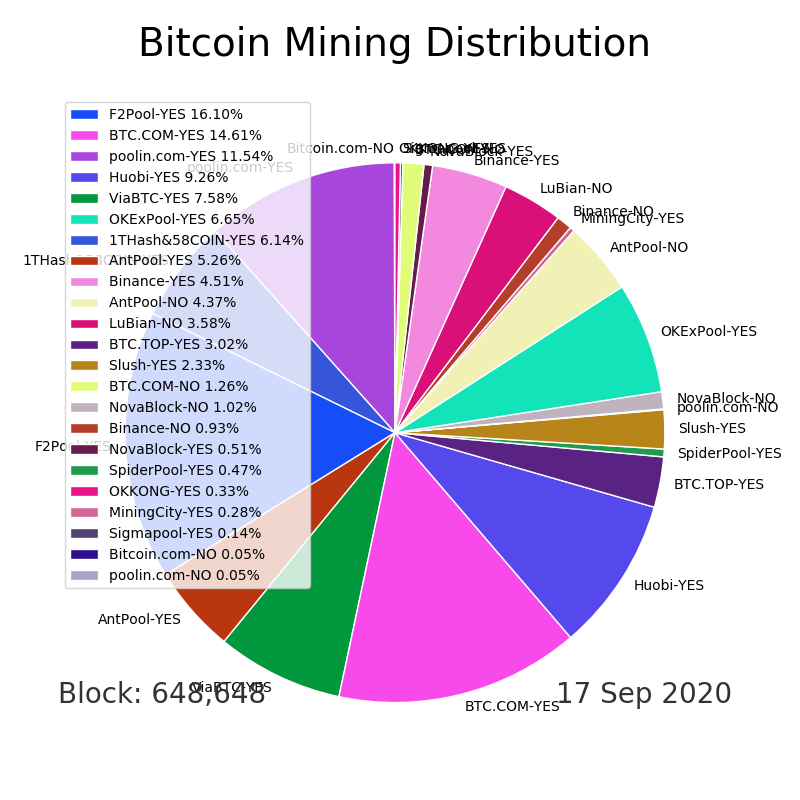 Bitcoin Mining Distribution
F2Pool-YES 16.10%
BTC.COM-YES 14.61%
poolin.com-YES 11.54%
Huobi-YES 9.26%
ViaBTC-YES 7.58%
OKExPool-YES 6.65%
1THash&58COIN-YES 6.14%
AntPool-YES 5.26%
Binance-YES 4.51%
AntPool-NO 4.37%
LuBian-NO 3.58%
BTC.TOP-YES 3.02%
Slush-YES 2.33%
BTC.COM-NO 1.26%
NovaBlock-NO 1.02%
Binance-NO 0.93%
NovaBlock-YES 0.51%
SpiderPool-YES 0.47%
OKKONG-YES 0.33%
MiningCity-YES 0.28%
Sigmapool-YES 0.14%
Bitcoin.com-NO 0.05%
poolin.com-NO 0.05%
Bitcoin.com-NO
NovaBlock-YES
Binance-YES
poolin.com-YES
LuBian-NO
Binance-NO
MiningCity-YES
AntPool-NO
OKExPool-YES
NovaBlock-NO
poolin.com-NO
Slush-YES
SpiderPool-YES
BTC.TOP-YES
Huobi-YES
AntPool-YES
ViaBTC-YES
BTC.COM-YES
Block: 648,648
17 Sep 2020